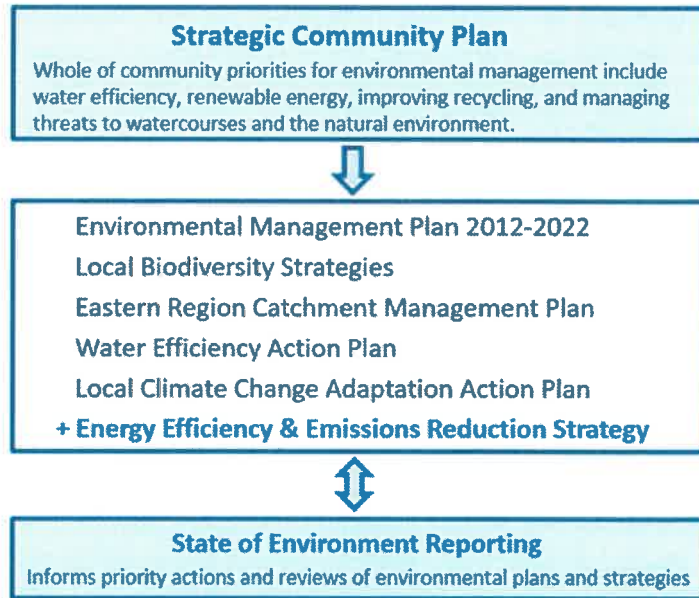 Strategic Community Plan
Whole of community priorities for environmental management include
water efficiency, renewable energy, improving recycling, and managing
threats to watercourses and the natural environment.
Environmental Management Plan 2012-2022
Local Biodiversity Strategies
Eastern Region Catchment Management Plan
Water Efficiency Action Plan
Local Climate Change Adaptation Action Plan
+ Energy Efficiency & Emissions Reduction Strategy
State of Environment Reporting
Informs priority actions and reviews of environmental plans and strategies